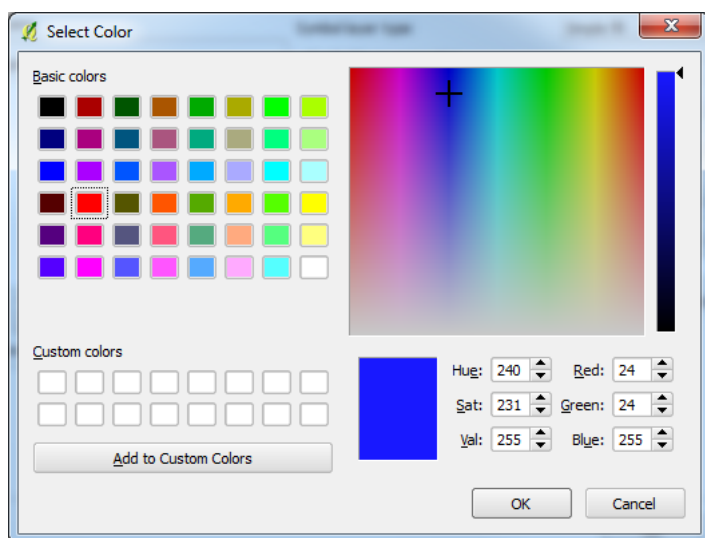 Select Color
Basic colors
Custom colors
Add to Custom Colors
Hue: 240 Red: 24
Sat: 231 Green: 24
Val: 255 Blue: 255
OK Cancel